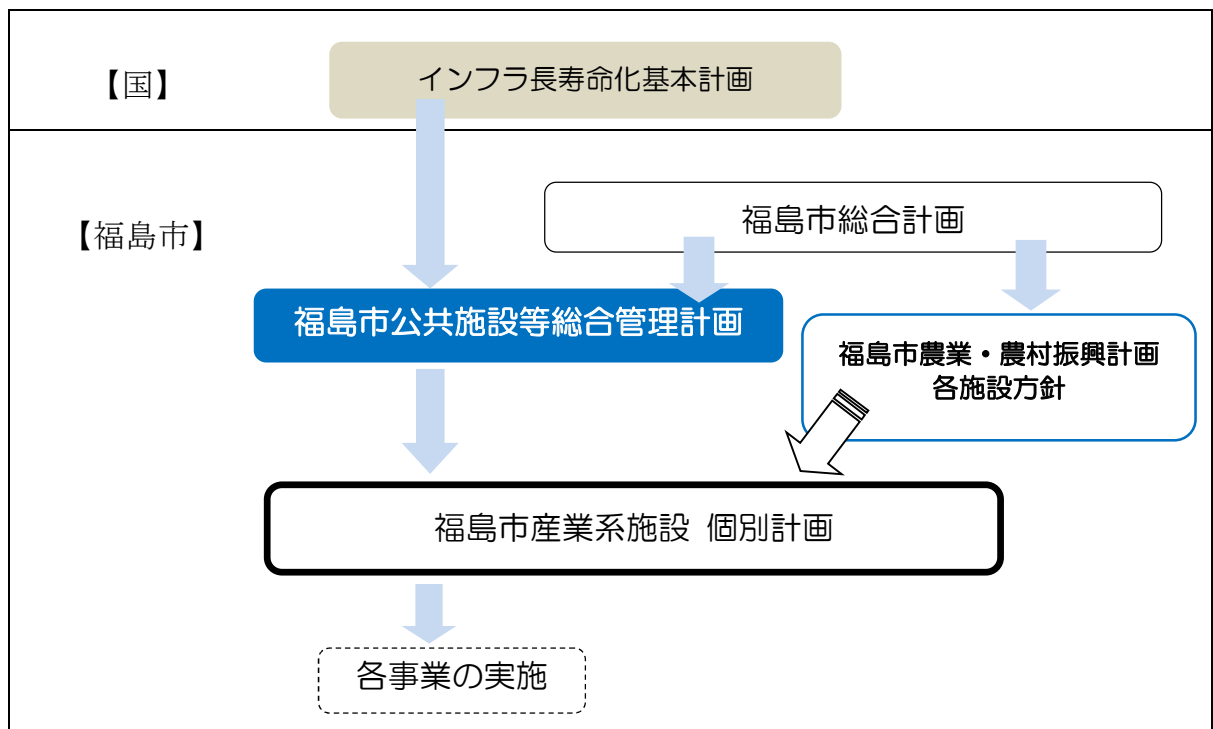 【国】
インフラ長寿命化基本計画
【福島市】
福島市総合計画
福島市公共施設等総合管理計画
福島市農業・農村振興計画
各施設方針
福島市産業系施設 個別計画
各事業の実施